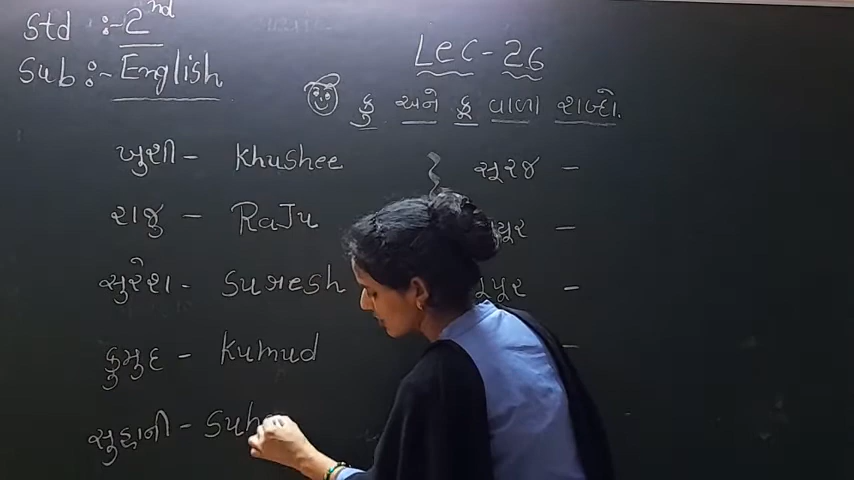 Std :- 2nd
Sub :- English
Lec - 26
કુ અને કૂ વાળા શબ્દો.
ખુશી - Khushee
રાજુ - RaJu
સુરેશ - Suresh
કુમુદ - Kumud
સુહાની - Suh
સૂરજ -
-
-
-